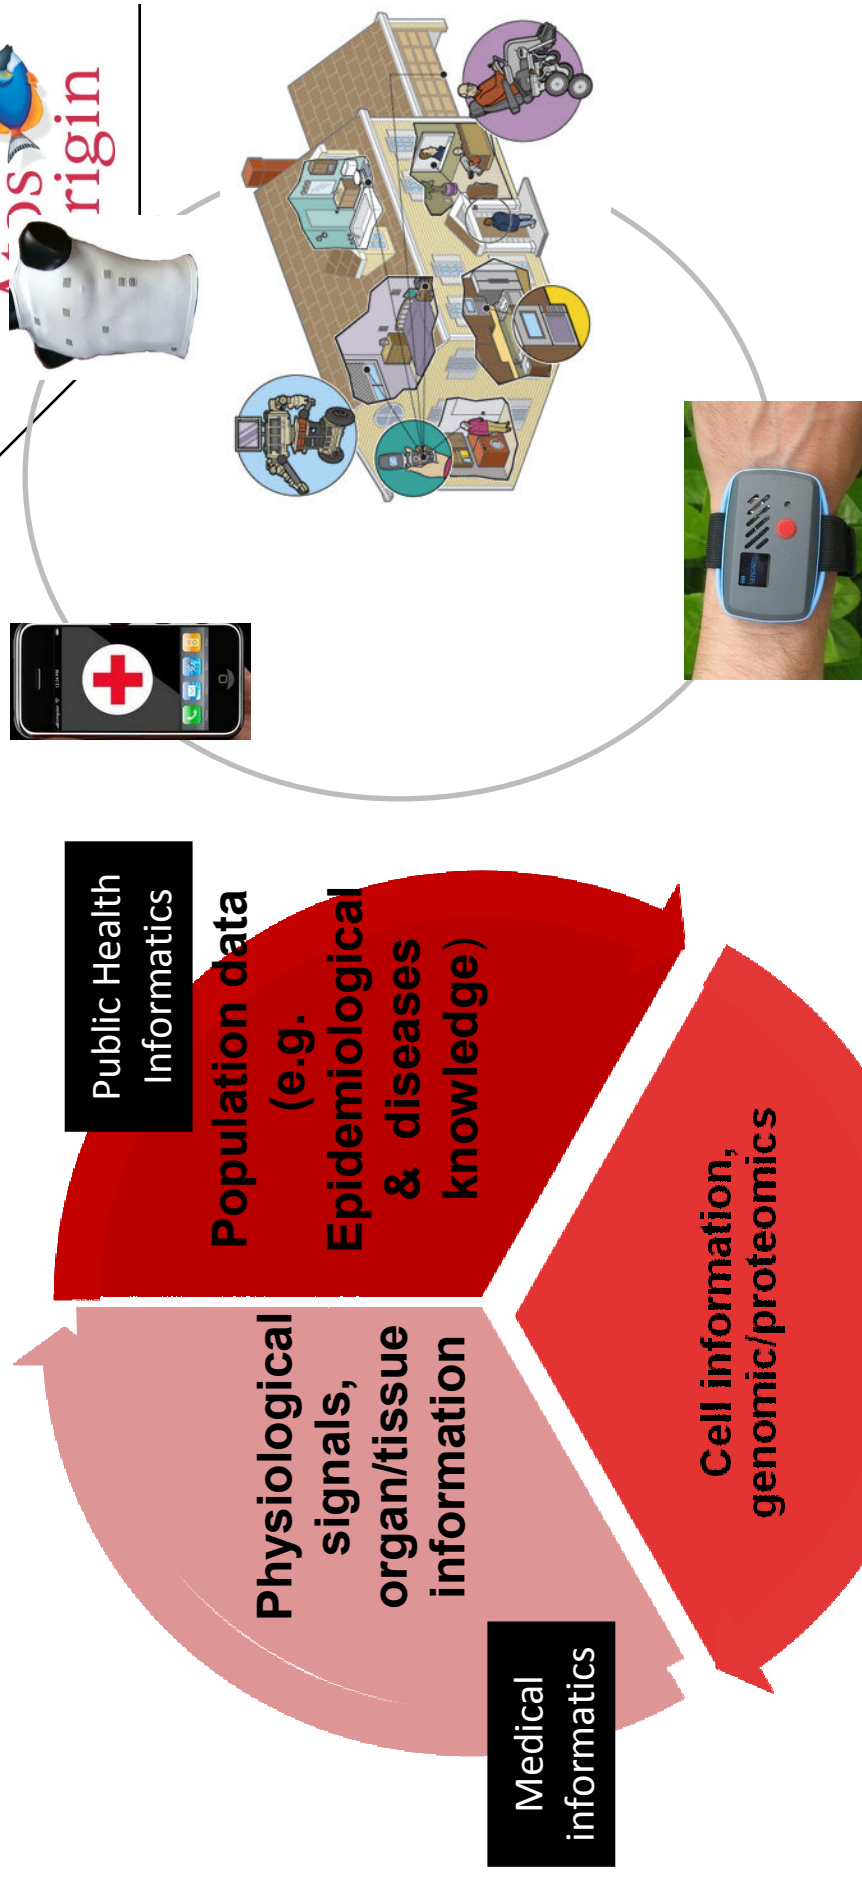 rigin
Public Health
Informatics
Population data
(e.g.
Epidemiological
& diseases
knowledge)
Physiological
signals,
organ/tissue
information
Cell information,
genomic/proteomics
Medical
informatics